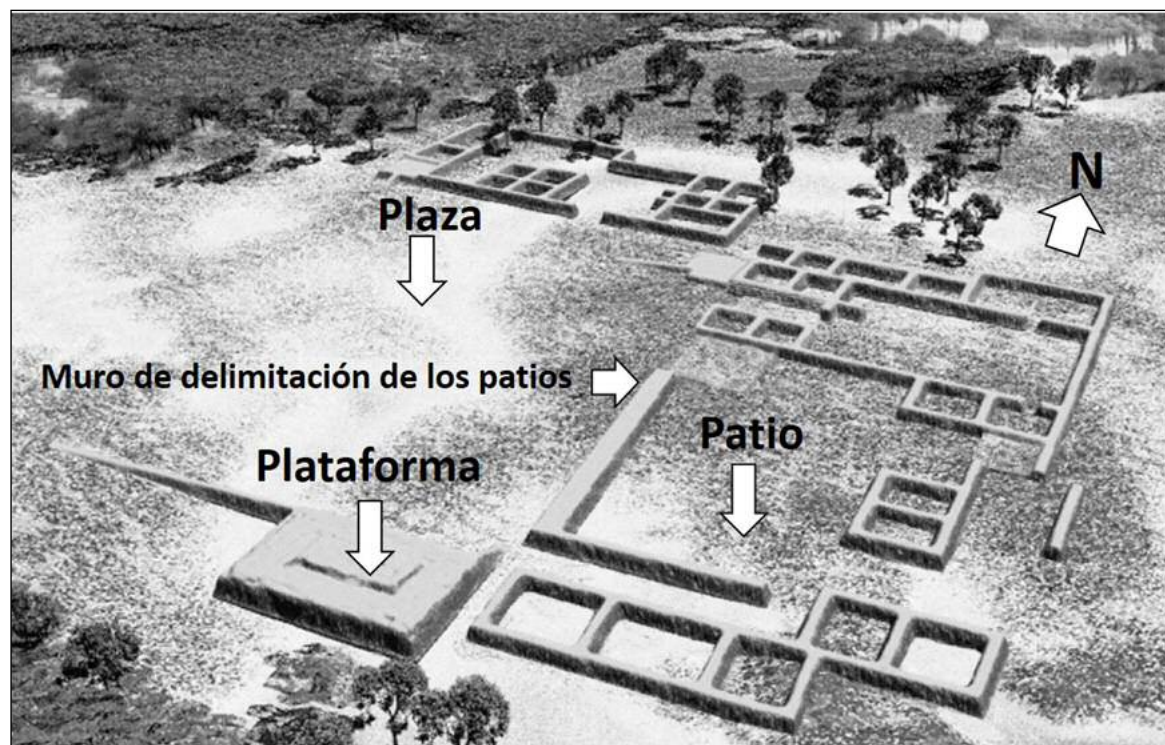 N
Plaza
Muro de delimitación de los patios
Patio
Plataforma